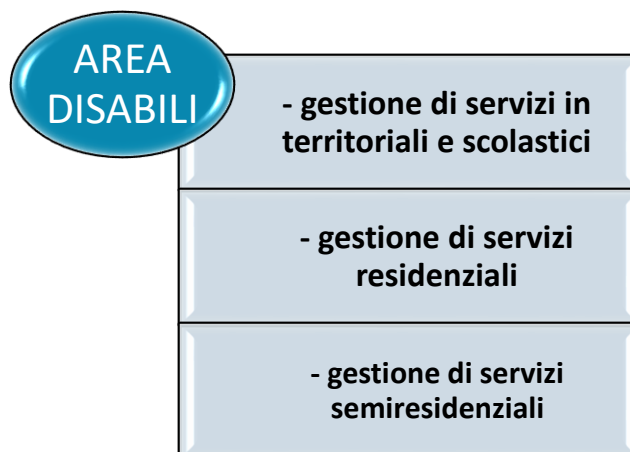 AREA
DISABILI
- gestione di servizi in
territoriali e scolastici
- gestione di servizi
residenziali
- gestione di servizi
semiresidenziali